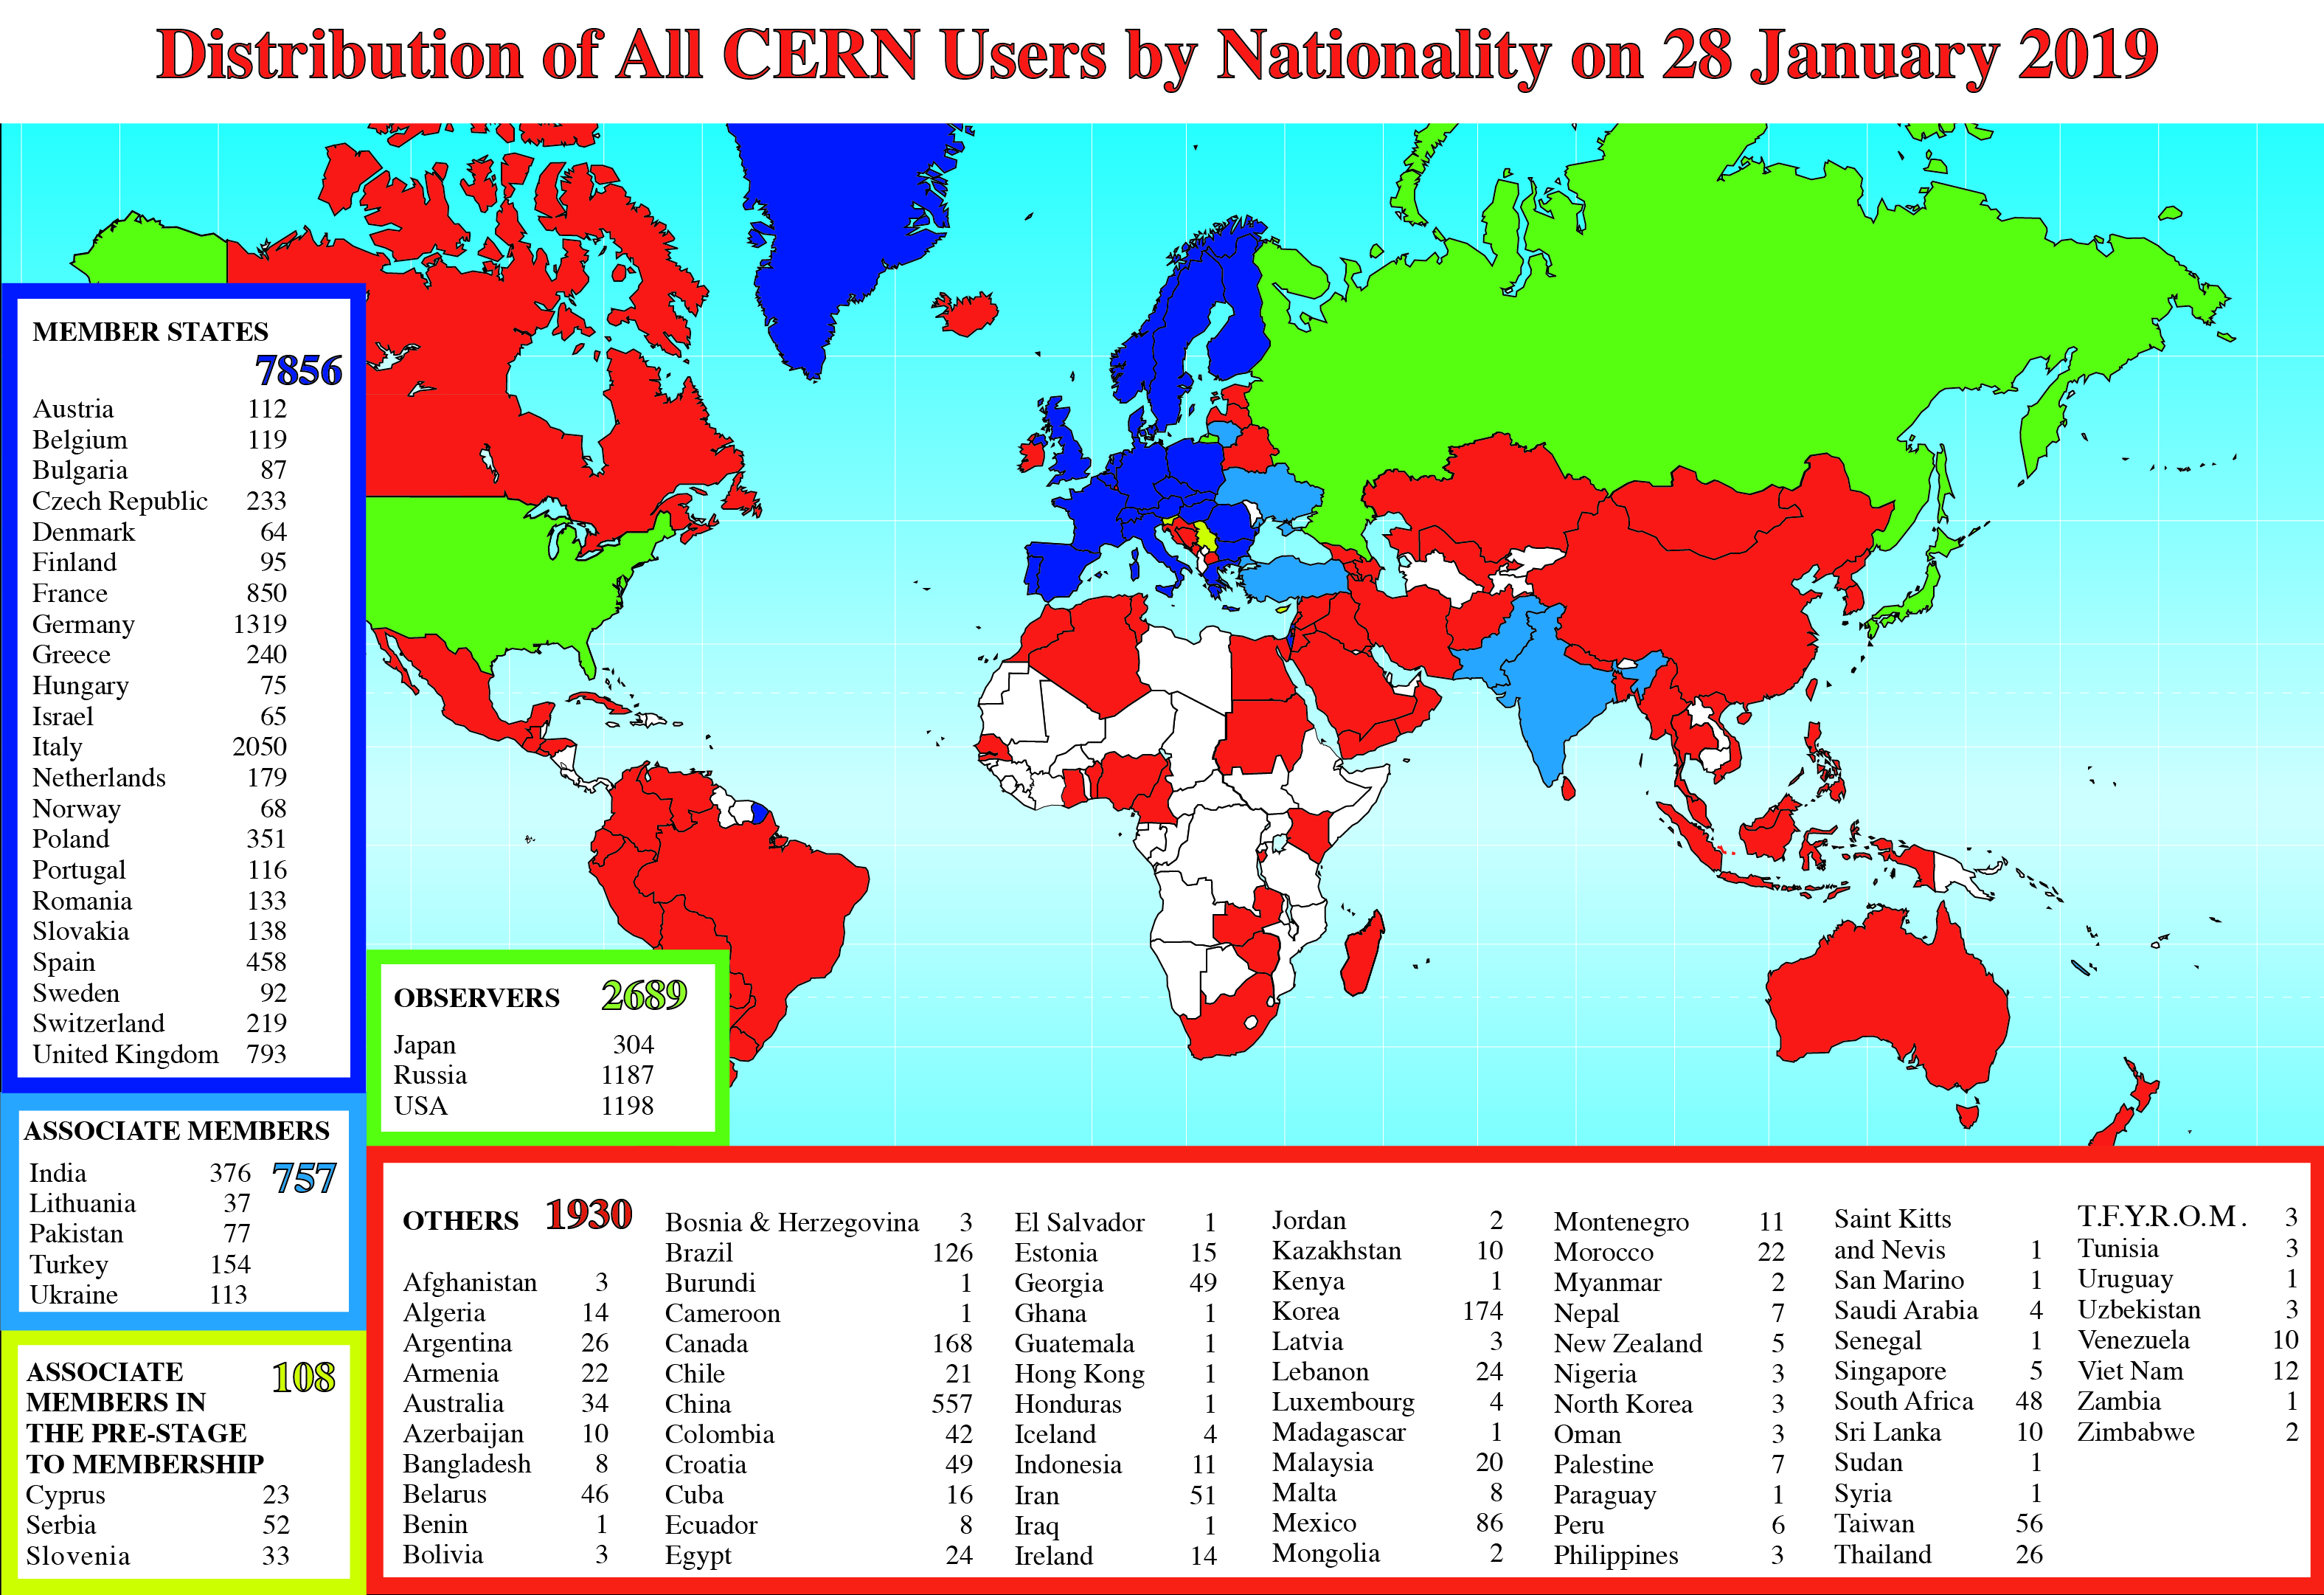 Distribution of All CERN Users by Nationality on 28 January 2019
MEMBER STATES
7856
Austria 112
Belgium 119
Bulgaria 87
Czech Republic 233
Denmark 64
Finland 95
France 850
Germany 1319
Greece 240
Hungary 75
Israel 65
Italy 2050
Netherlands 179
Norway 68
Poland 351
Portugal 116
Romania 133
Slovakia 138
Spain 458
Sweden 92
Switzerland 219
United Kingdom 793
OBSERVERS 2689
Japan 304
Russia 1187
USA 1198
ASSOCIATE MEMBERS
757
India 376
Lithuania 37
Pakistan 77
Turkey 154
Ukraine 113
ASSOCIATE 108
MEMBERS IN
THE PRE-STAGE
TO MEMBERSHIP
Cyprus 23
Serbia 52
Slovenia 33
OTHERS 1930
Afghanistan 3
Algeria 14
Argentina 26
Armenia 22
Australia 34
Azerbaijan 10
Bangladesh 8
Belarus 46
Benin 1
Bolivia 3
Bosnia & Herzegovina 3
Brazil 126
Burundi 1
Cameroon 1
Canada 168
Chile 21
China 557
Colombia 42
Croatia 49
Cuba 16
Ecuador 8
Egypt 24
El Salvador 1
Estonia 15
Georgia 49
Ghana 1
Guatemala 1
Hong Kong 1
Honduras 1
Iceland 4
Indonesia 11
Iran 51
Iraq 1
Ireland 14
Jordan 2
Kazakhstan 10
Kenya 1
Korea 174
Latvia 3
Lebanon 24
Luxembourg 4
Madagascar 1
Malaysia 20
Malta 8
Mexico 86
Mongolia 2
Montenegro 11
Morocco 22
Myanmar 2
Nepal 7
New Zealand 5
Nigeria 3
North Korea 3
Oman 3
Palestine 7
Paraguay 1
Peru 6
Philippines 3
Saint Kitts
and Nevis 1
San Marino 1
Saudi Arabia 4
Senegal 1
Singapore 5
South Africa 48
Sri Lanka 10
Sudan 1
Syria 1
Taiwan 56
Thailand 26
T.F.Y.R.O.M. 3
Tunisia 3
Uruguay 1
Uzbekistan 3
Venezuela 10
Viet Nam 12
Zambia 1
Zimbabwe 2